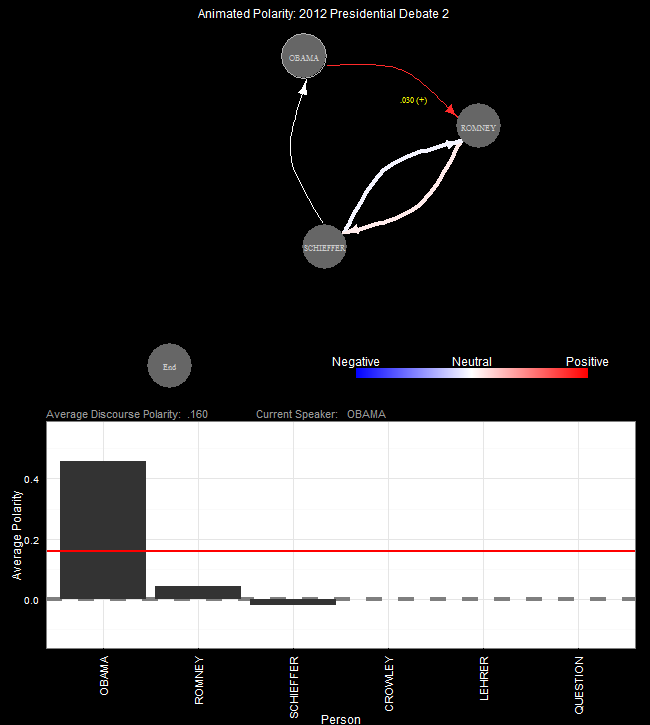 Animated Polarity: 2012 Presidential Debate 2
OBAMA
.030 (+)
ROMNEY
SCHIEFFER
End
Negative Neutral Positive
Average Discourse Polarity: .160 Current Speaker: OBAMA
Average Polarity
0.4
0.2
0.0
OBAMA
ROMNEY
SCHIEFFER
CROWLEY
LEHRER
QUESTION
Person